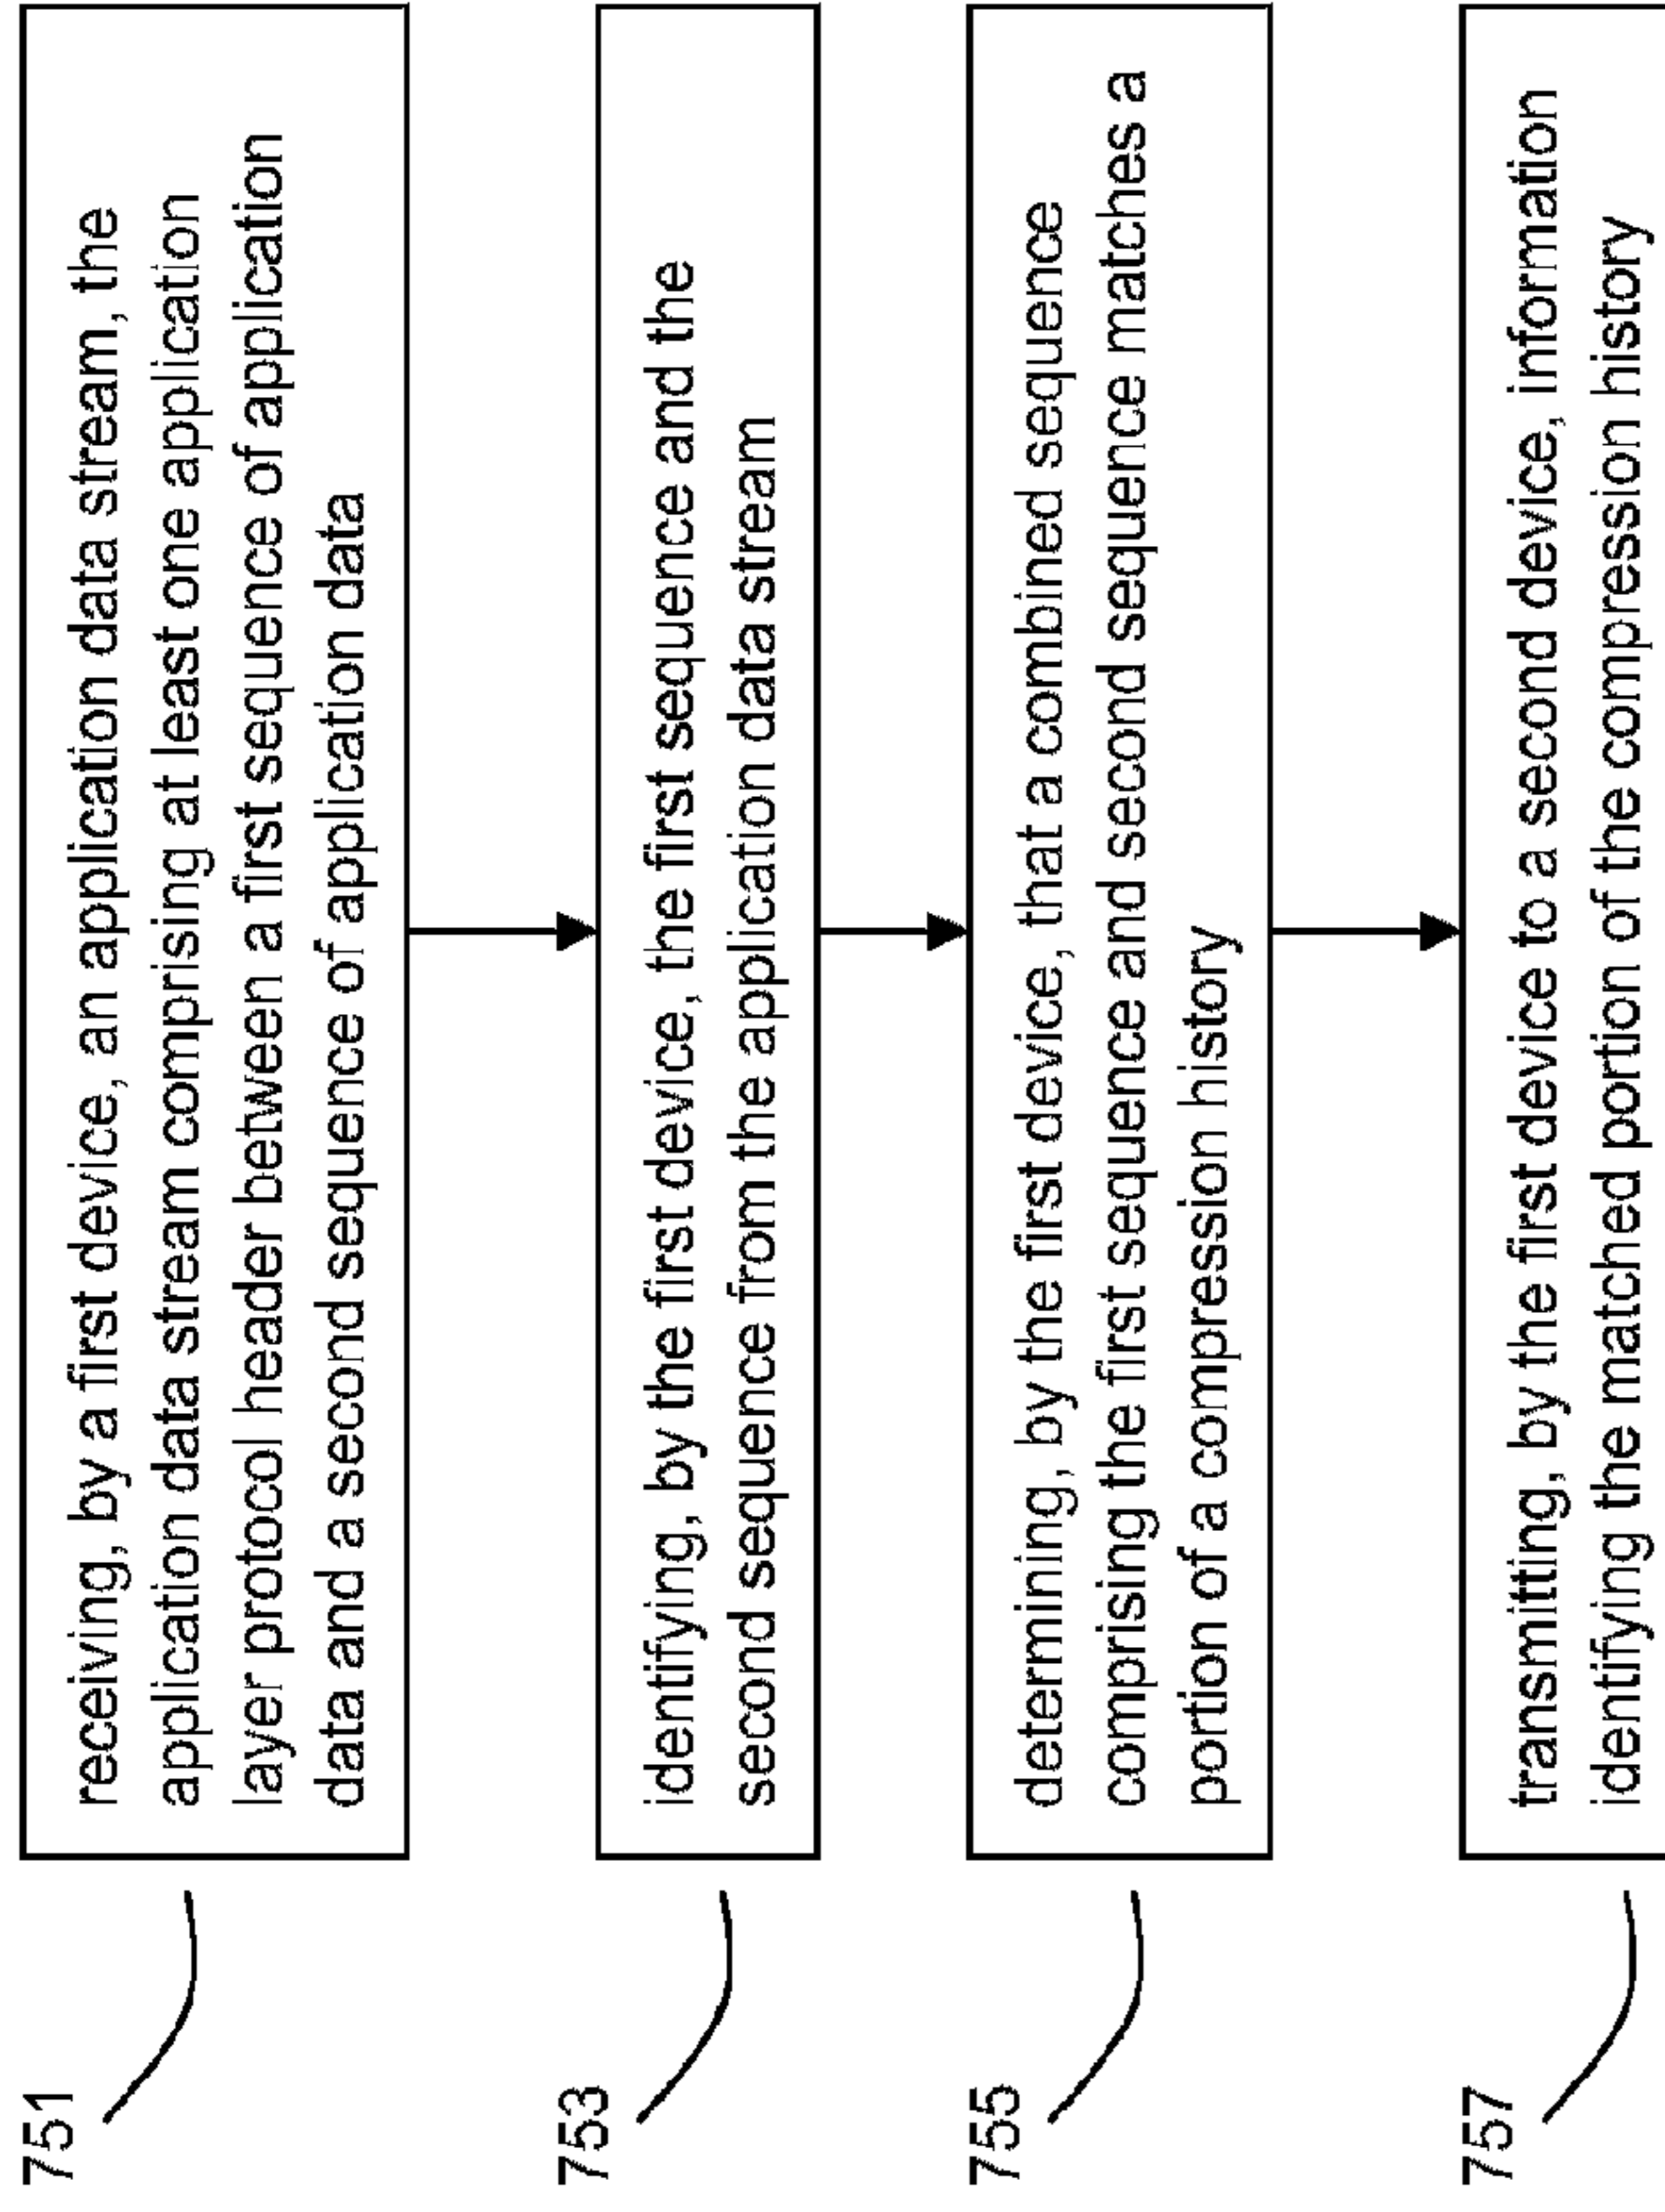 751
receiving, by a first device, an application data stream, the
application data stream comprising at least one application
layer protocol header between a first sequence of application
data and a second sequence of application data
753
identifying, by the first device, the first sequence and the
second sequence from the application data stream
755
determining, by the first device, that a combined sequence
comprising the first sequence and second sequence matches a
portion of a compression history
757
transmitting, by the first device to a second device, information
identifying the matched portion of the compression history